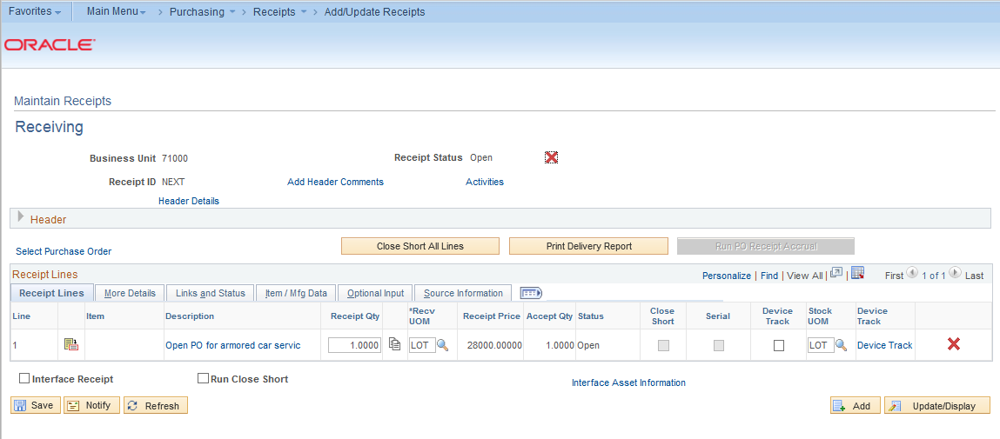 Favorites Main Menu > Purchasing > Receipts > Add/Update Receipts
ORACLE
Maintain Receipts
Receiving
Business Unit 71000 Receipt Status Open
Receipt ID NEXT Add Header Comments Activities
Header Details
Header
Select Purchase Order Close Short All Lines Print Delivery Report Run PO Receipt Accrual
Receipt Lines Personalize | Find | View All | | First 1 of 1 Last
Receipt Lines More Details Links and Status Item / Mfg Data Optional Input Source Information
Line Item Description Receipt Qty *Recv UOM Receipt Price Accept Qty Status Close Short Serial Device Track Stock UOM Device Track
1 Open PO for armored car servic 1.0000 LOT 28000.00000 1.0000 Open LOT Device Track
Interface Receipt Run Close Short Interface Asset Information
Save Notify Refresh Add Update/Display